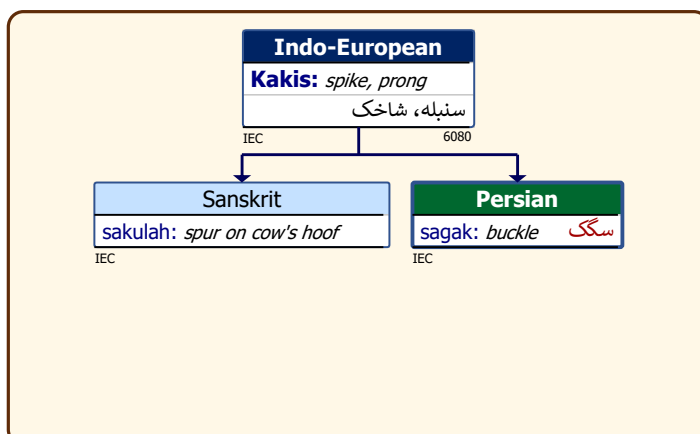 Indo-European
Kakis: spike, prong
سنبله، شاخک
IEC 6080
Sanskrit
sakulah: spur on cow's hoof
IEC
Persian
sagak: buckle سگک
IEC